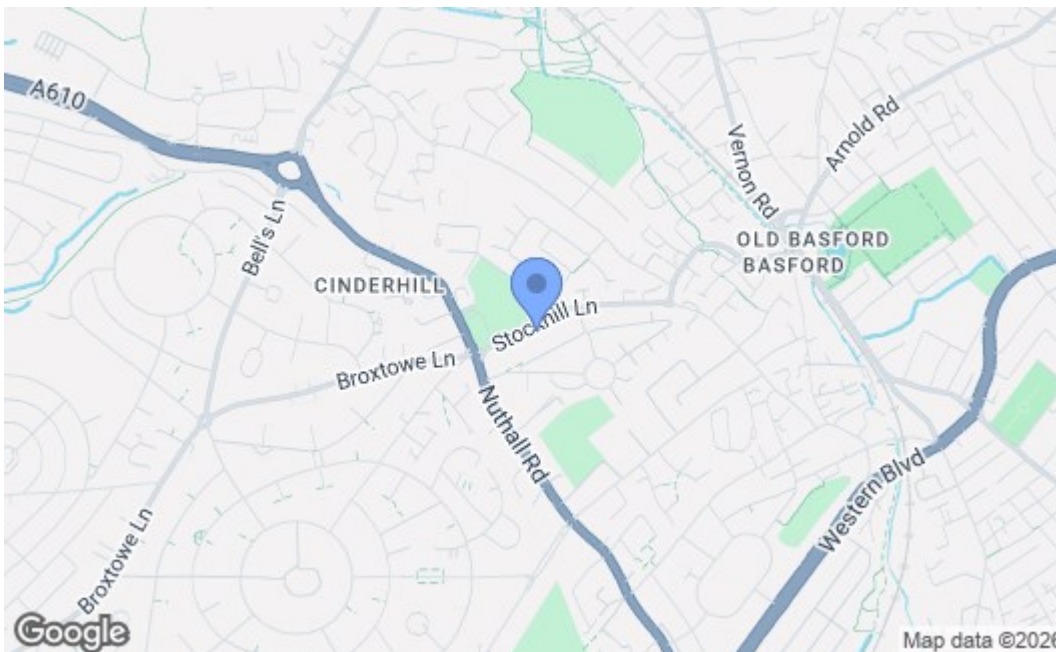 A610
Bell's Ln
CINDERHILL
Vernon Rd
Arnold Rd
OLD BASFORD
BASFORD
Stockhill Ln
Broxtowe Ln
Nuthall Rd
Western Blvd
Broxtowe Ln
Google
Map data ©2026